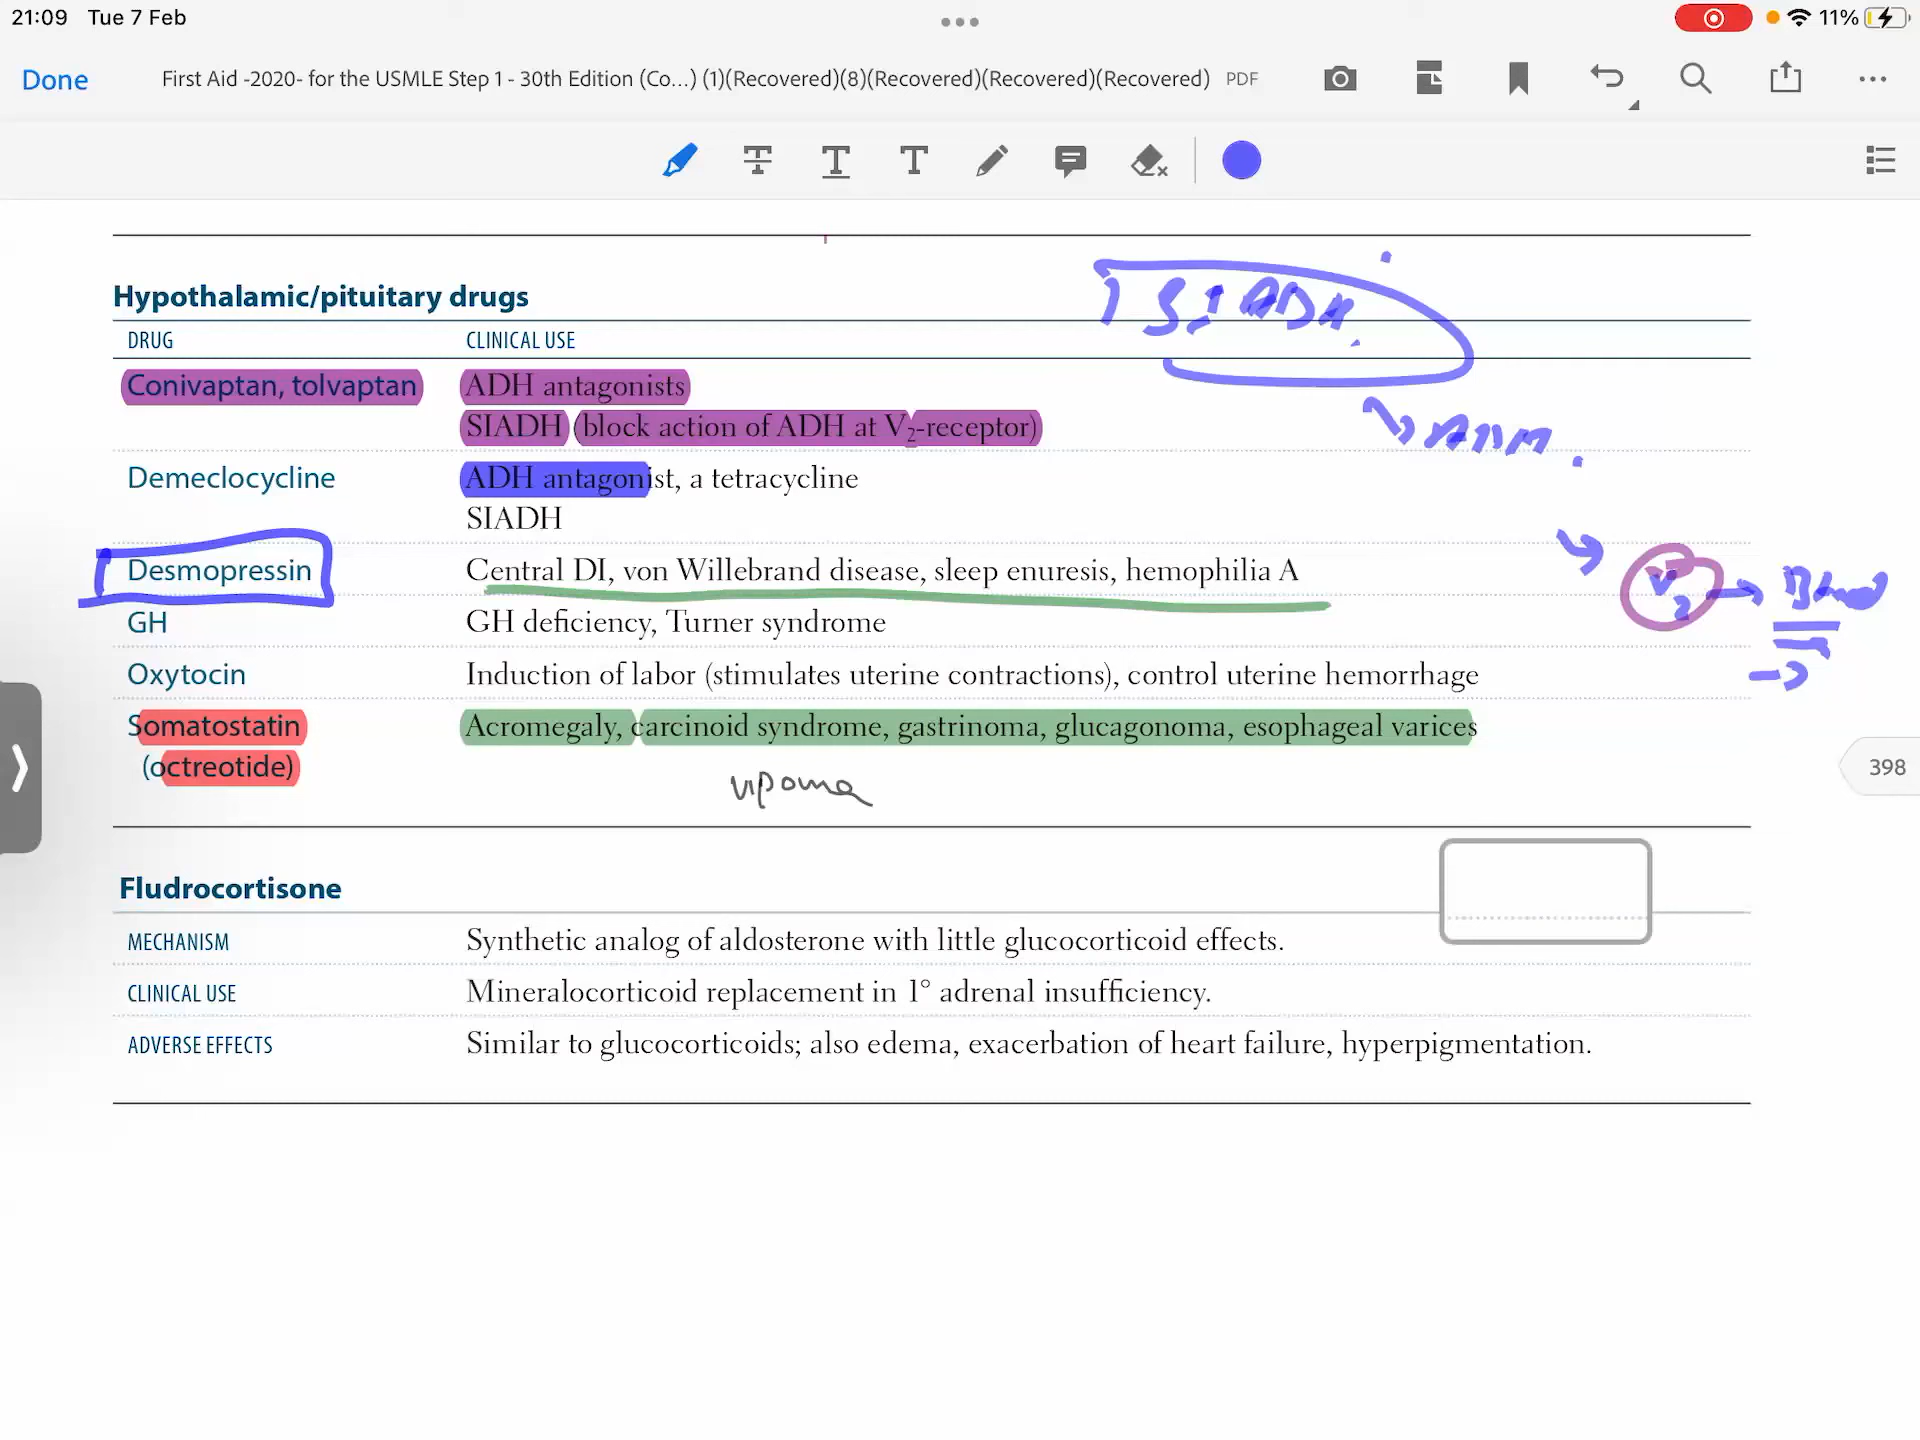 21:09 Tue 7 Feb
11%
Done
First Aid -2020- for the USMLE Step 1 - 30th Edition (Co...) (1)(Recovered)(8)(Recovered)(Recovered)(Recovered) PDF
Hypothalamic/pituitary drugs
SIADH
DRUG CLINICAL USE
Conivaptan, tolvaptan ADH antagonists
SIADH (block action of ADH at V₂-receptor)
Demeclocycline ADH antagonist, a tetracycline
SIADH
Desmopressin Central DI, von Willebrand disease, sleep enuresis, hemophilia A
V2
GH GH deficiency, Turner syndrome
Oxytocin Induction of labor (stimulates uterine contractions), control uterine hemorrhage
Somatostatin Acromegaly, carcinoid syndrome, gastrinoma, glucagonoma, esophageal varices
(octreotide)
vipoma
398
Fludrocortisone
MECHANISM Synthetic analog of aldosterone with little glucocorticoid effects.
CLINICAL USE Mineralocorticoid replacement in 1° adrenal insufficiency.
ADVERSE EFFECTS Similar to glucocorticoids; also edema, exacerbation of heart failure, hyperpigmentation.